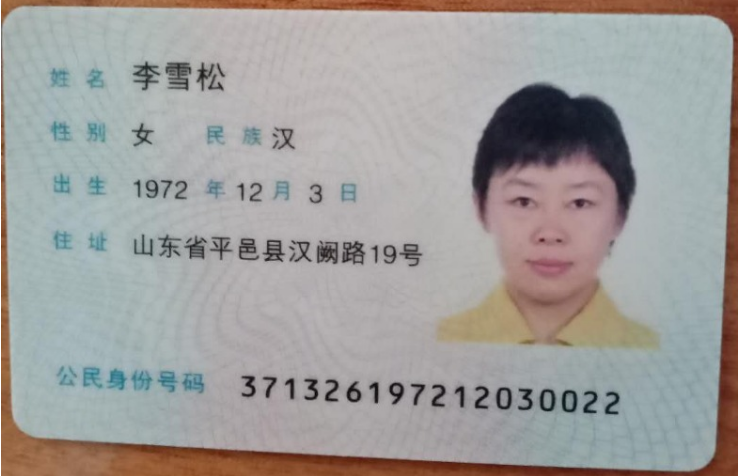 姓名 李雪松
性别 女 民族 汉
出生 1972 年 12 月 3 日
住址 山东省平邑县汉阙路19号
公民身份号码 371326197212030022